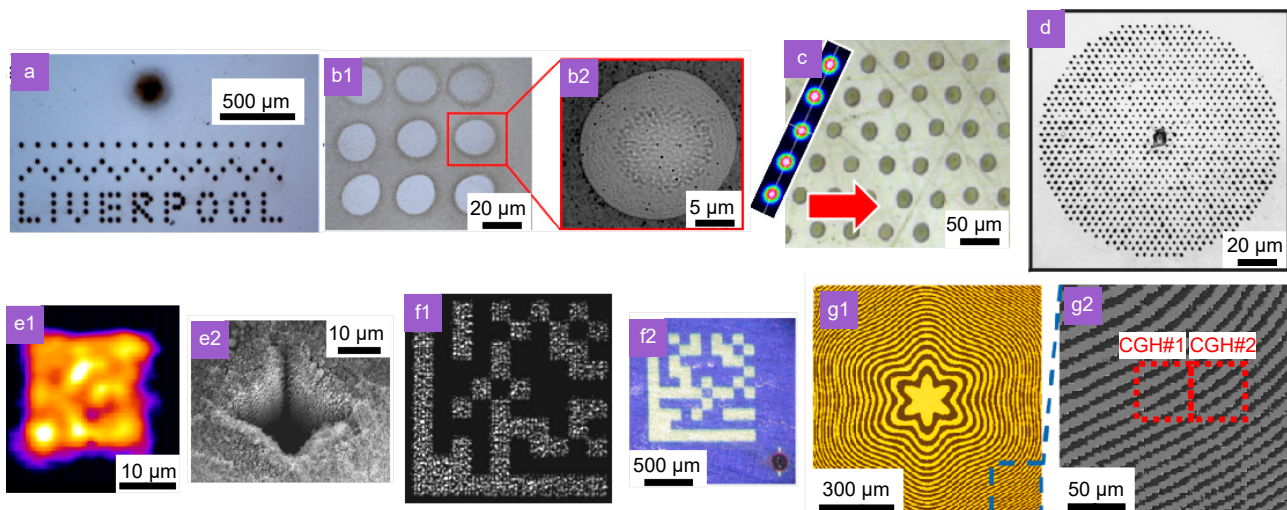 a
500 µm
LIVERPOOL
b1
20 µm
b2
5 µm
c
50 µm
d
20 µm
e1
10 µm
e2
10 µm
f1
f2
500 µm
g1
300 µm
g2
CGH#1 CGH#2
50 µm